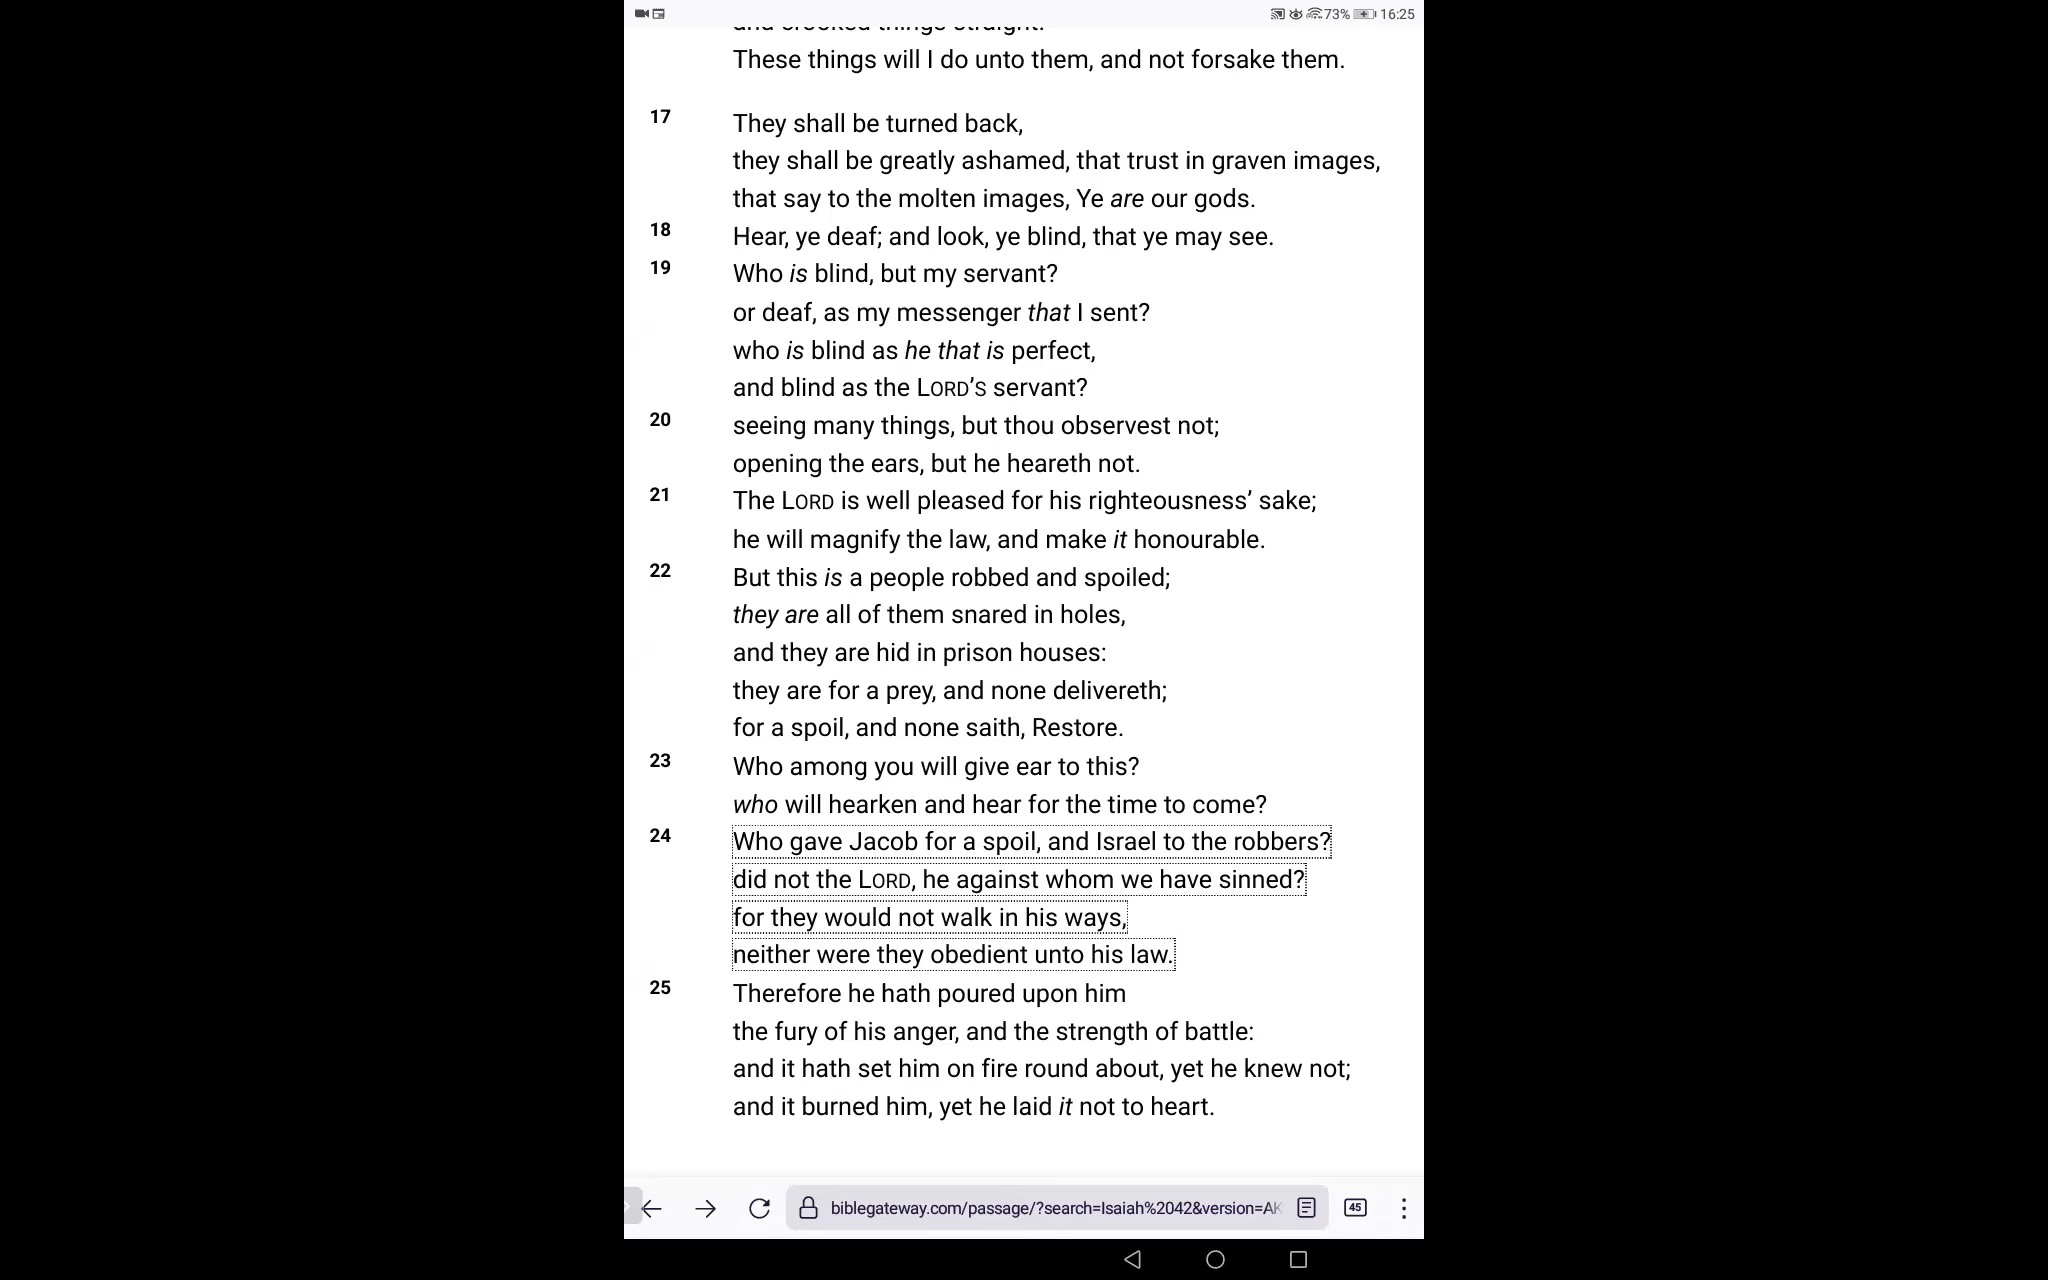 73% 16:25
and crooked things straight.
These things will I do unto them, and not forsake them.
17 They shall be turned back,
they shall be greatly ashamed, that trust in graven images,
that say to the molten images, Ye are our gods.
18 Hear, ye deaf; and look, ye blind, that ye may see.
19 Who is blind, but my servant?
or deaf, as my messenger that I sent?
who is blind as he that is perfect,
and blind as the LORD’S servant?
20 seeing many things, but thou observest not;
opening the ears, but he heareth not.
21 The LORD is well pleased for his righteousness’ sake;
he will magnify the law, and make it honourable.
22 But this is a people robbed and spoiled;
they are all of them snared in holes,
and they are hid in prison houses:
they are for a prey, and none delivereth;
for a spoil, and none saith, Restore.
23 Who among you will give ear to this?
who will hearken and hear for the time to come?
24 Who gave Jacob for a spoil, and Israel to the robbers?
did not the LORD, he against whom we have sinned?
for they would not walk in his ways,
neither were they obedient unto his law.
25 Therefore he hath poured upon him
the fury of his anger, and the strength of battle:
and it hath set him on fire round about, yet he knew not;
and it burned him, yet he laid it not to heart.
biblegateway.com/passage/?search=Isaiah%2042&version=AK 45